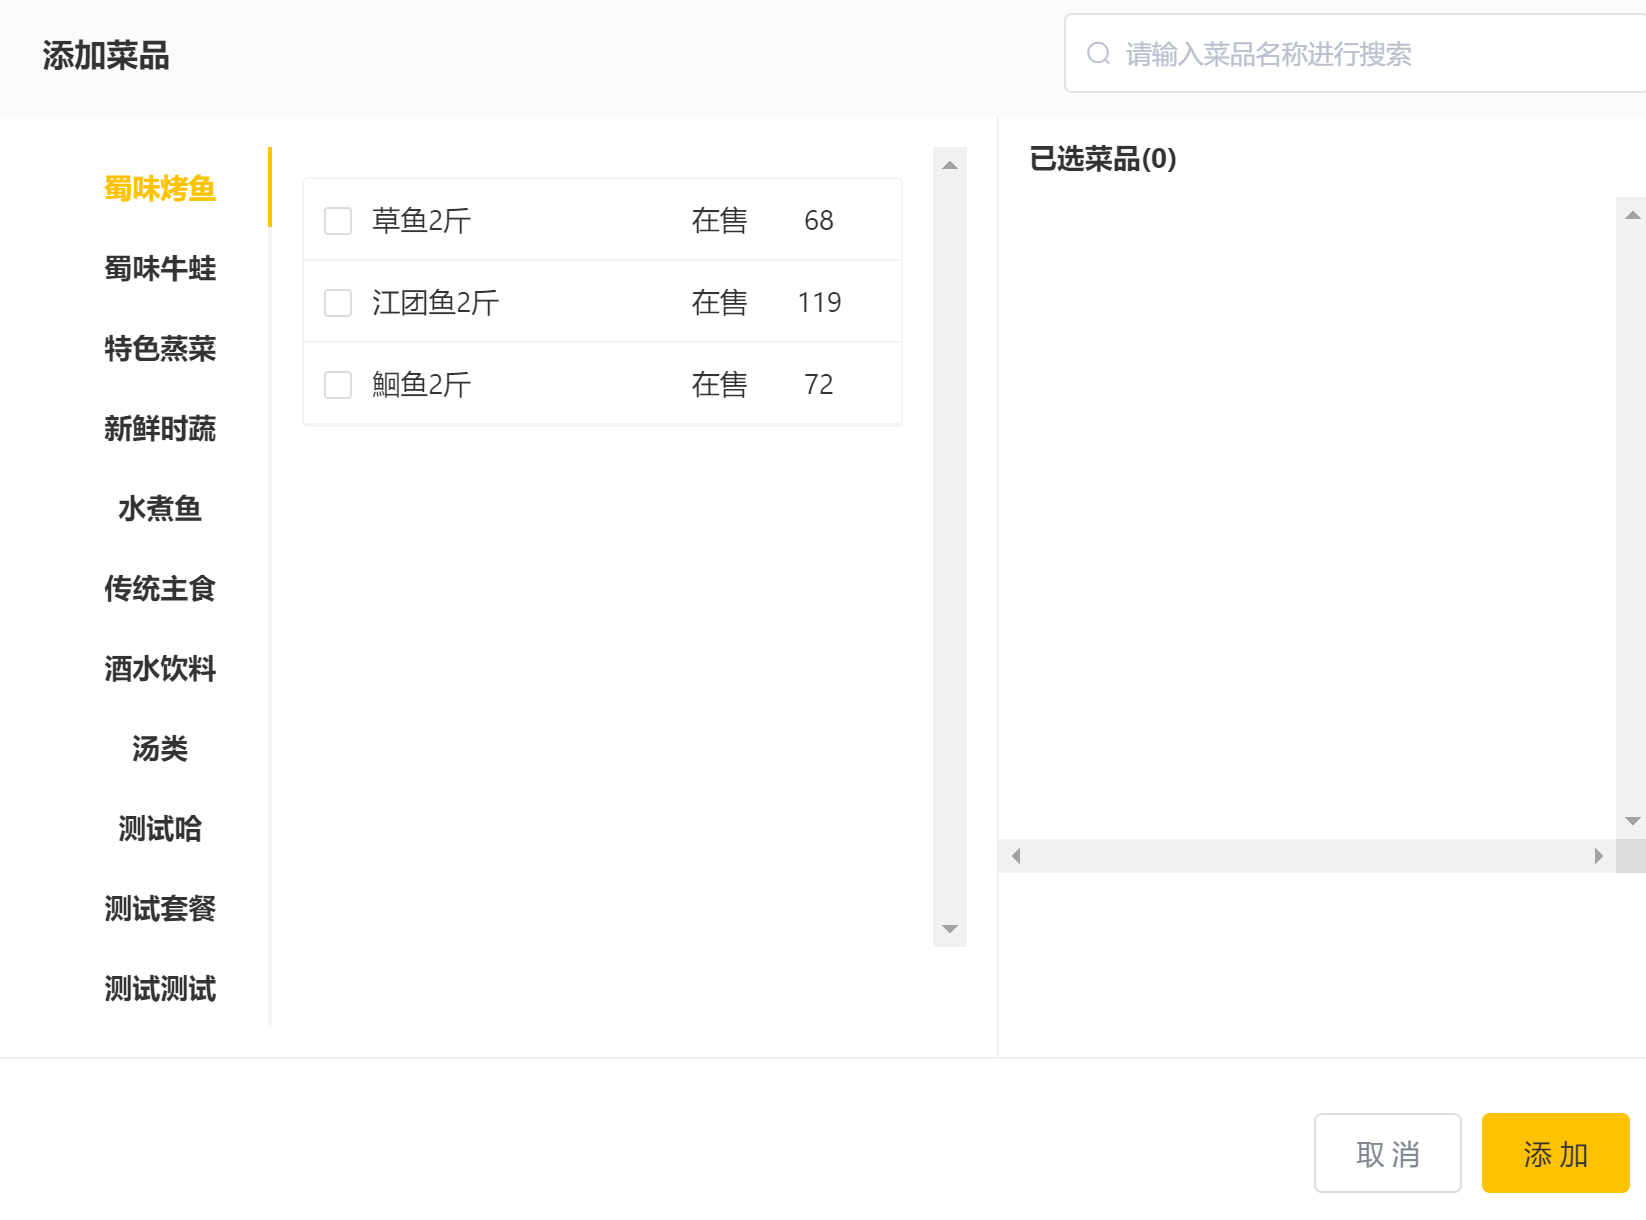 添加菜品
请输入菜品名称进行搜索
蜀味烤鱼
蜀味牛蛙
特色蒸菜
新鲜时蔬
水煮鱼
传统主食
酒水饮料
汤类
测试哈
测试套餐
测试测试
草鱼2斤 在售 68
江团鱼2斤 在售 119
鮰鱼2斤 在售 72
已选菜品(0)
取 消
添 加